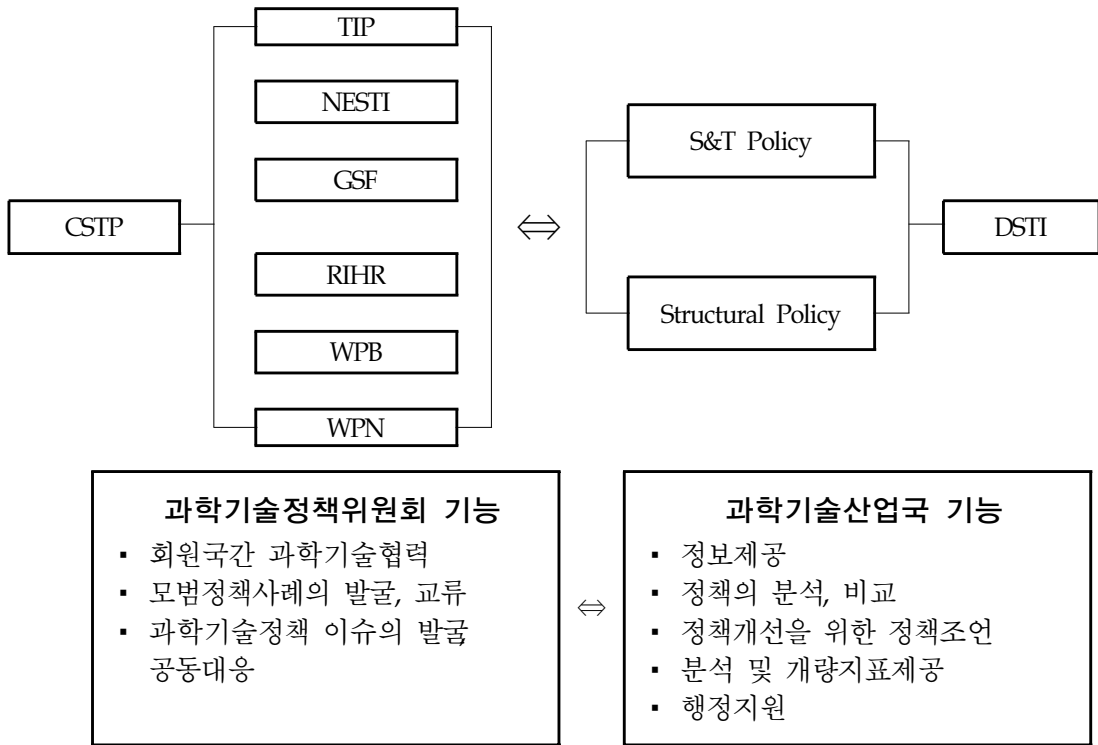 TIP
NESTI
GSF
RIHR
WPB
WPN
CSTP
⇔
S&T Policy
Structural Policy
DSTI
과학기술정책위원회 기능
▪ 회원국간 과학기술협력
▪ 모범정책사례의 발굴, 교류
▪ 과학기술정책 이슈의 발굴,
공동대응
⇔
과학기술산업국 기능
▪ 정보제공
▪ 정책의 분석, 비교
▪ 정책개선을 위한 정책조언
▪ 분석 및 개량지표제공
▪ 행정지원